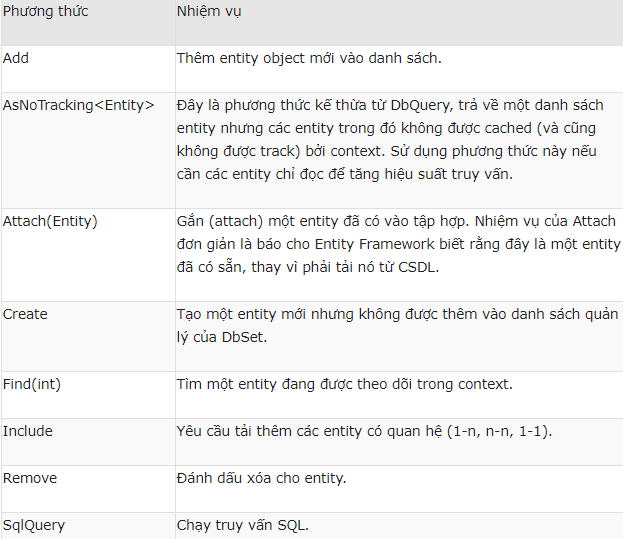 Phương thức Nhiệm vụ
Add Thêm entity object mới vào danh sách.
AsNoTracking<Entity> Đây là phương thức kế thừa từ DbQuery, trả về một danh sách
entity nhưng các entity trong đó không được cached (và cũng
không được track) bởi context. Sử dụng phương thức này nếu
cần các entity chỉ đọc để tăng hiệu suất truy vấn.
Attach(Entity) Gắn (attach) một entity đã có vào tập hợp. Nhiệm vụ của Attach
đơn giản là báo cho Entity Framework biết rằng đây là một entity
đã có sẵn, thay vì phải tải nó từ CSDL.
Create Tạo một entity mới nhưng không được thêm vào danh sách quản
lý của DbSet.
Find(int) Tìm một entity đang được theo dõi trong context.
Include Yêu cầu tải thêm các entity có quan hệ (1-n, n-n, 1-1).
Remove Đánh dấu xóa cho entity.
SqlQuery Chạy truy vấn SQL.